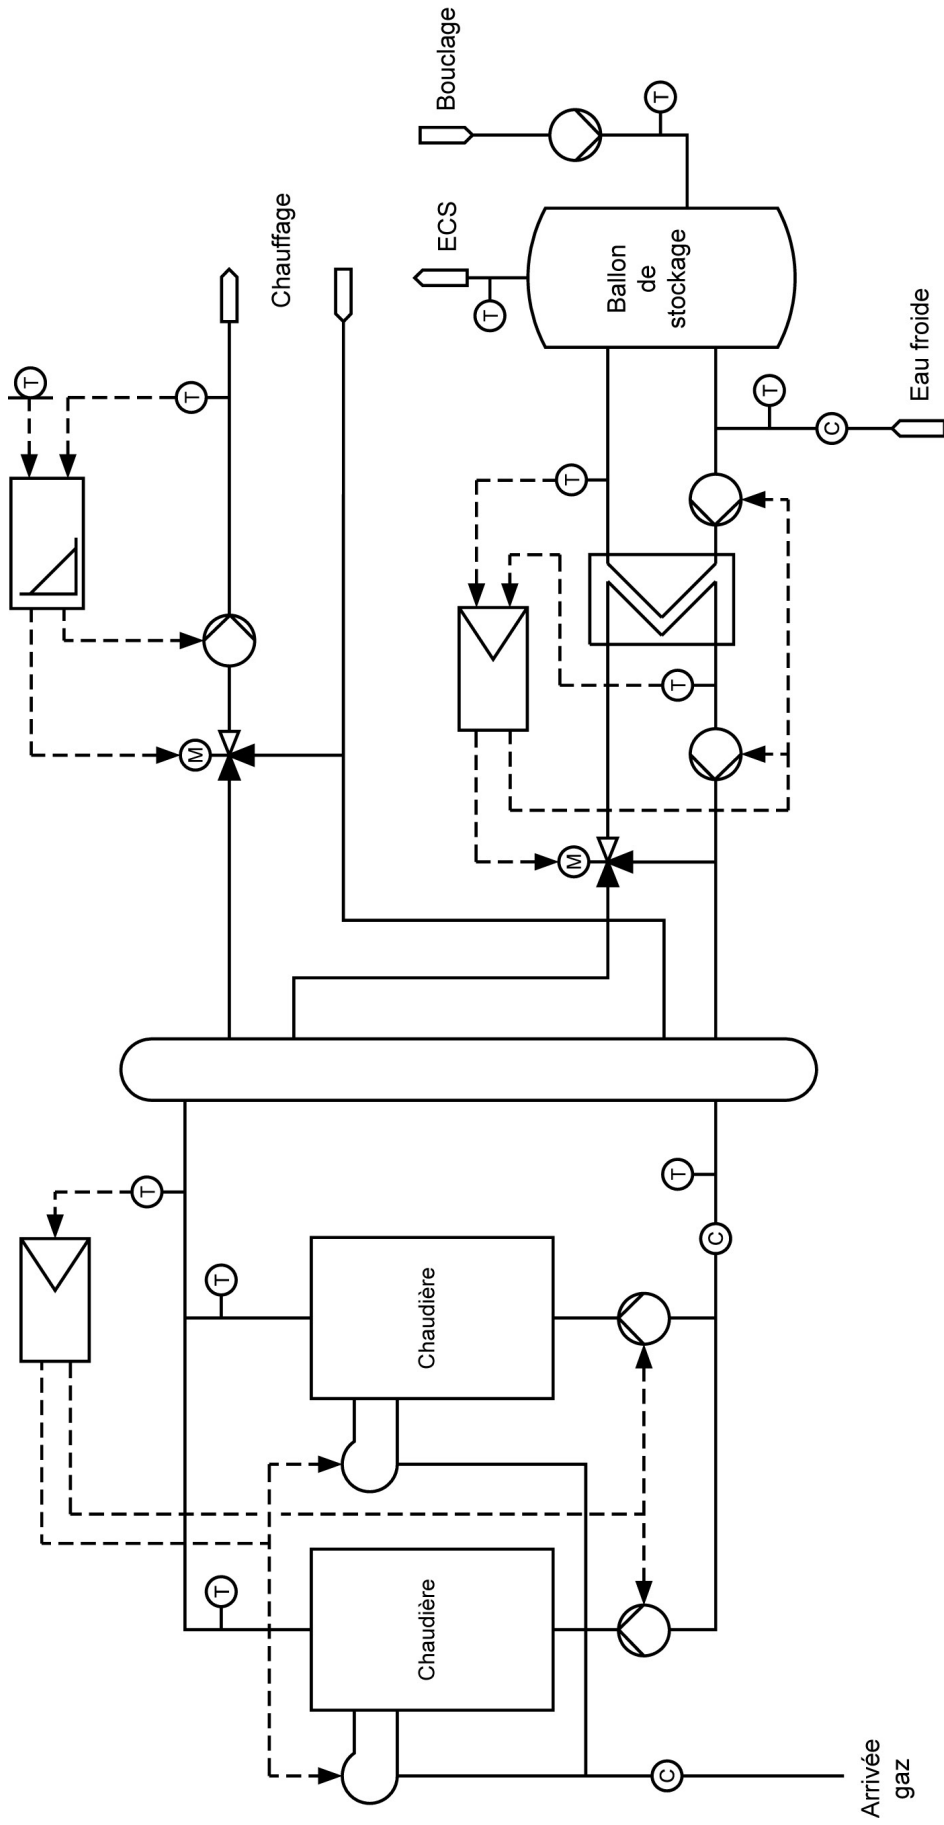 T
T
T
M
T
T
Chauffage
Chaudière
Chaudière
ECS
Bouclage
T
M
T
Ballon
de
stockage
T
C
T
T
C
T
C
Arrivée
gaz
Eau froide